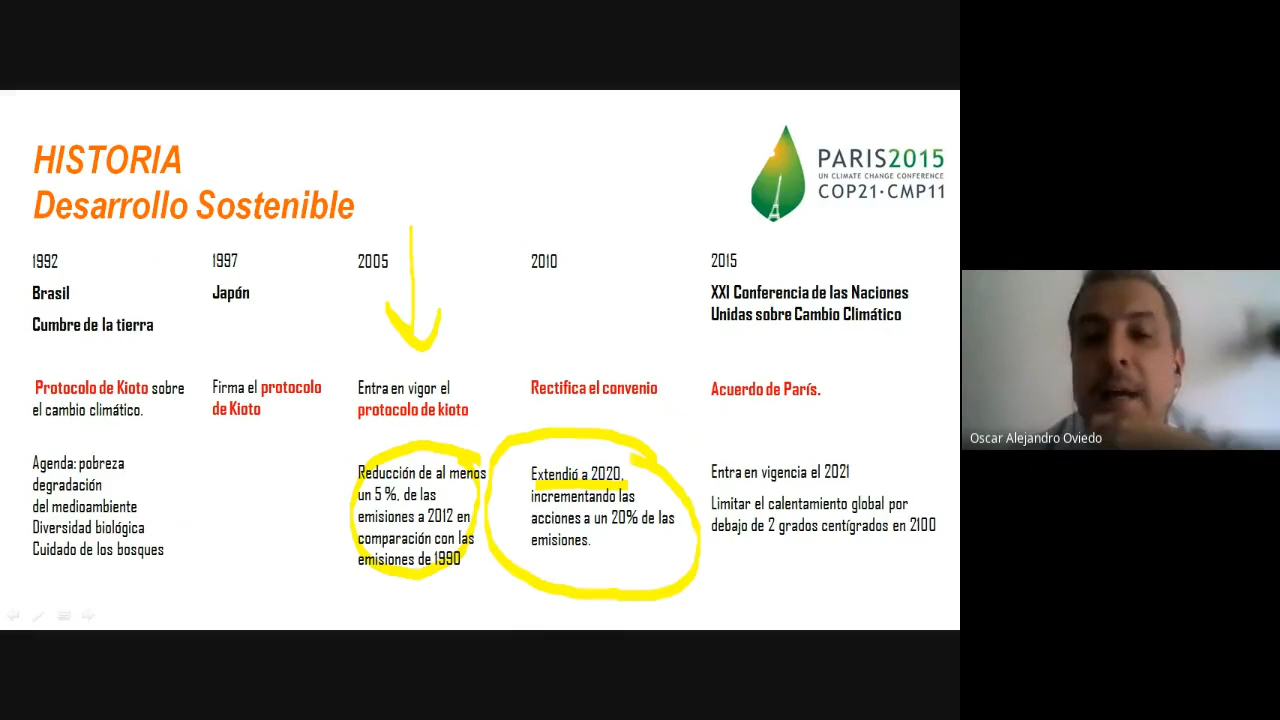 HISTORIA
Desarrollo Sostenible
PARIS2015
UN CLIMATE CHANGE CONFERENCE
COP21·CMP11
1992
Brasil
Cumbre de la tierra
Protocolo de Kioto sobre
el cambio climático.
Agenda: pobreza
degradación
del medioambiente
Diversidad biológica
Cuidado de los bosques
1997
Japón
Firma el protocolo
de Kioto
2005
Entra en vigor el
protocolo de kioto
Reducción de al menos
un 5 %, de las
emisiones a 2012 en
comparación con las
emisiones de 1990
2010
Rectifica el convenio
Extendió a 2020,
incrementando las
acciones a un 20% de las
emisiones.
2015
XXI Conferencia de las Naciones
Unidas sobre Cambio Climático
Acuerdo de París.
Entra en vigencia el 2021
Limitar el calentamiento global por
debajo de 2 grados centígrados en 2100
Oscar Alejandro Oviedo